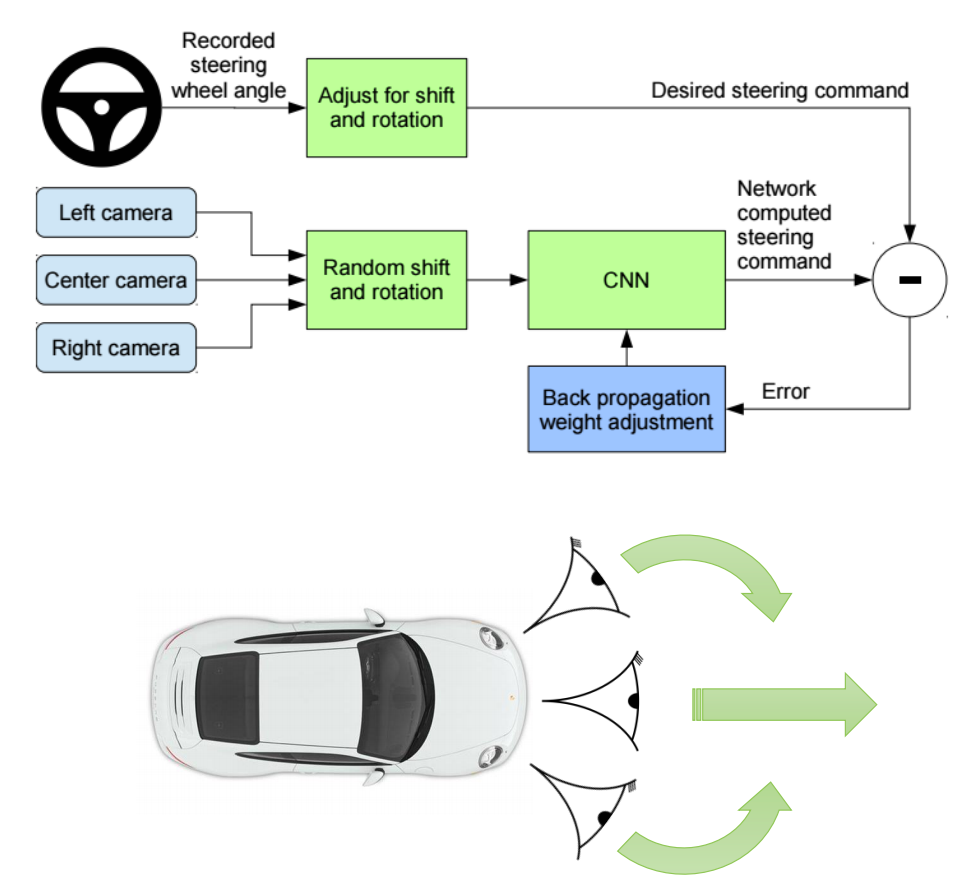 Recorded
steering
wheel angle
Adjust for shift
and rotation
Desired steering command
Left camera
Center camera
Right camera
Random shift
and rotation
CNN
Network
computed
steering
command
-
Back propagation
weight adjustment
Error